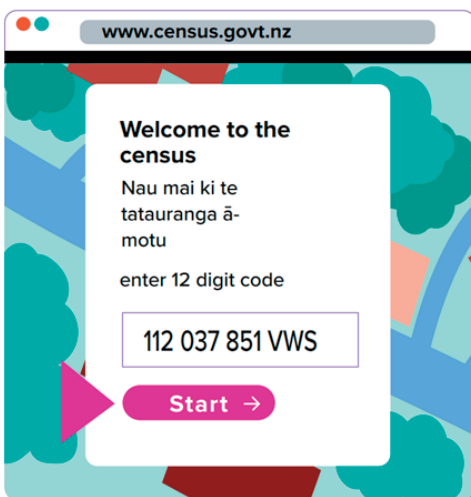 www.census.govt.nz
Welcome to the
census
Nau mai ki te
tatauranga ā-
motu
enter 12 digit code
112 037 851 VWS
Start →